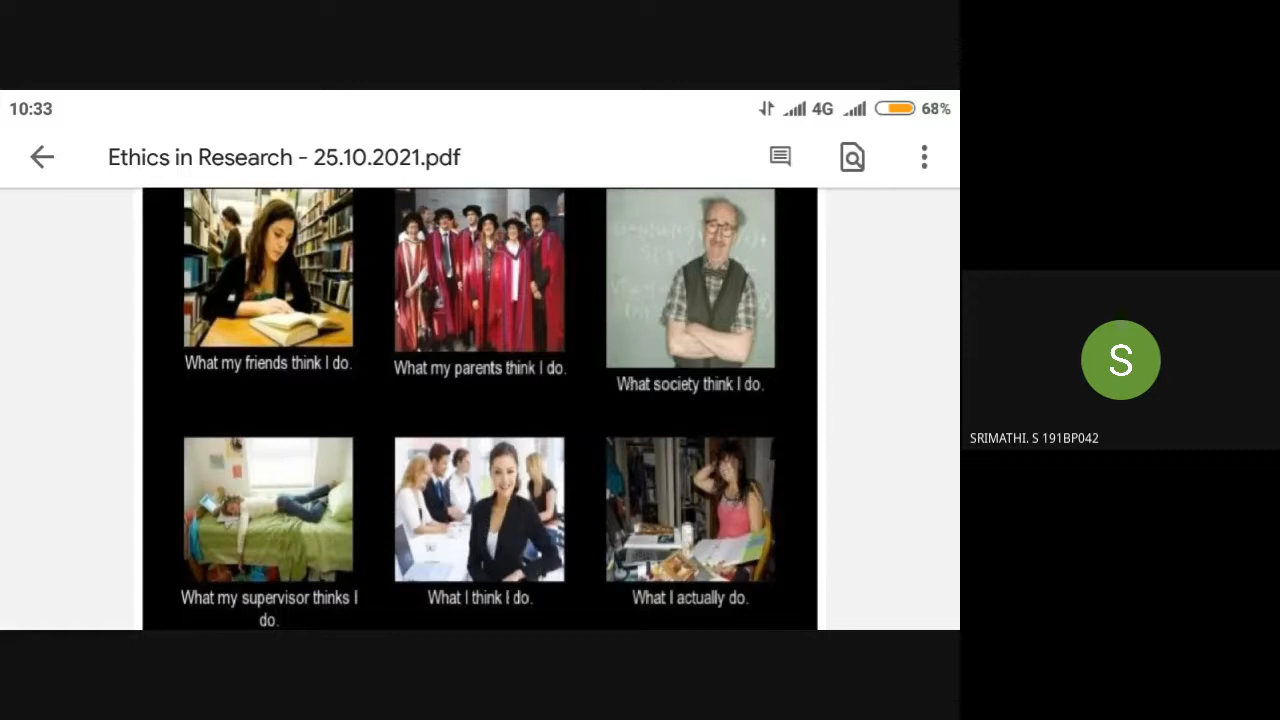 10:33
4G
68%
Ethics in Research - 25.10.2021.pdf
What my friends think I do.
What my parents think I do.
What society think I do.
What my supervisor thinks I
do.
What I think I do.
What I actually do.
S
SRIMATHI. S 191BP042